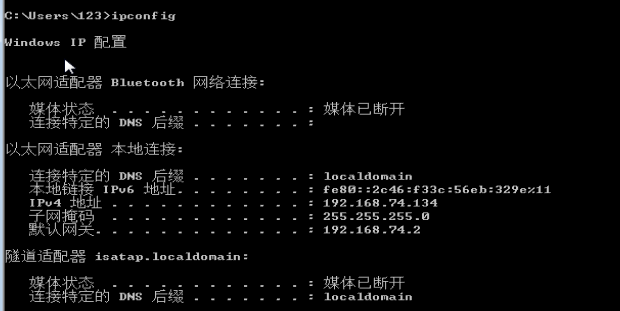 C:\Users\123>ipconfig
Windows IP 配置
以太网适配器 Bluetooth 网络连接:
媒体状态 . . . . . . . . . . . . : 媒体已断开
连接特定的 DNS 后缀 . . . . . . . :
以太网适配器 本地连接:
连接特定的 DNS 后缀 . . . . . . . : localdomain
本地链接 IPv6 地址. . . . . . . . : fe80::2c46:f33c:56eb:329e%11
IPv4 地址 . . . . . . . . . . . . : 192.168.74.134
子网掩码 . . . . . . . . . . . . : 255.255.255.0
默认网关. . . . . . . . . . . . . : 192.168.74.2
隧道适配器 isatap.localdomain:
媒体状态 . . . . . . . . . . . . : 媒体已断开
连接特定的 DNS 后缀 . . . . . . . : localdomain